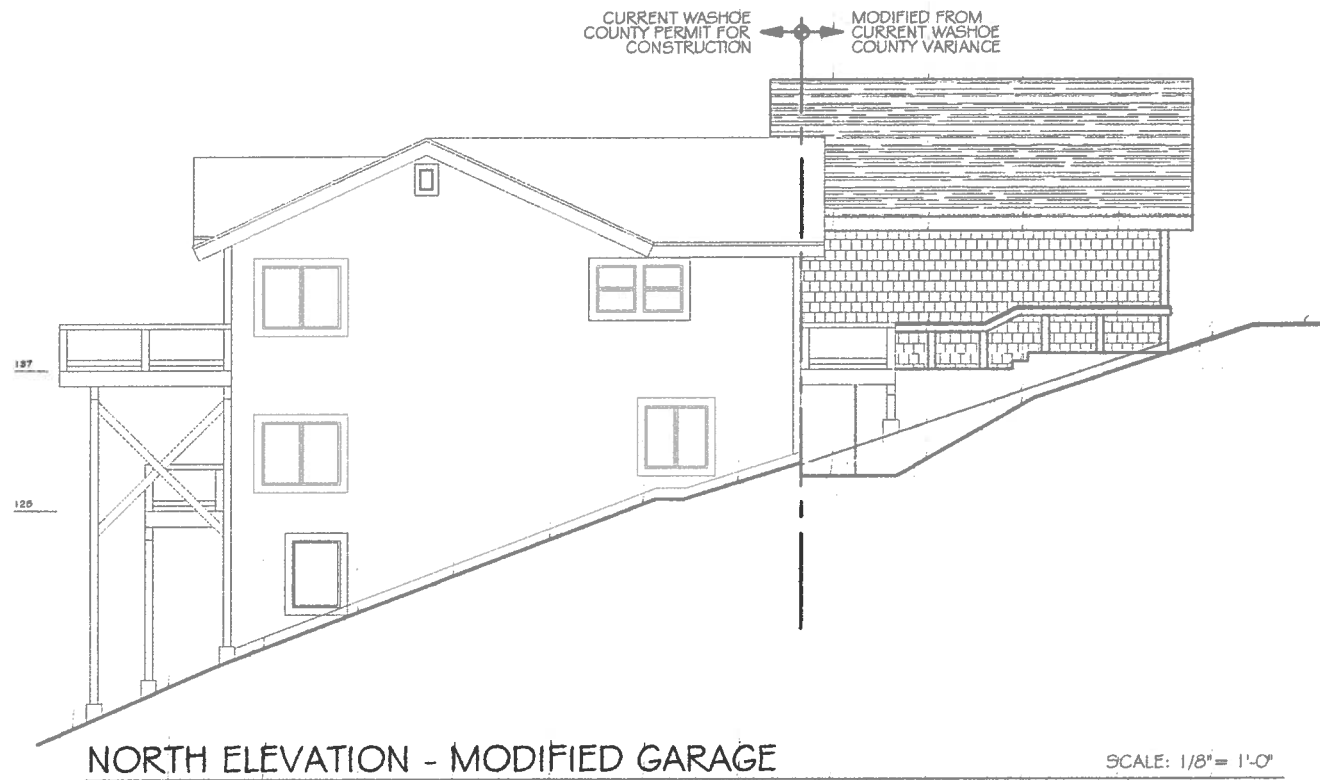 CURRENT WASHOE
COUNTY PERMIT FOR
CONSTRUCTION
MODIFIED FROM
CURRENT WASHOE
COUNTY VARIANCE
137
NORTH ELEVATION - MODIFIED GARAGE
SCALE: 1/8"= 1'-0"